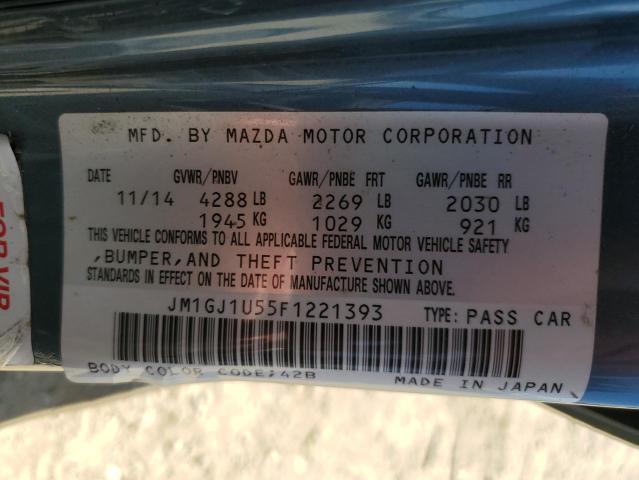 MFD. BY MAZDA MOTOR CORPORATION
DATE GVWR/PNBV GAWR/PNBE FRT GAWR/PNBE RR
11/14 4288 LB 2269 LB 2030 LB
1945 KG 1029 KG 921 KG
THIS VEHICLE CONFORMS TO ALL APPLICABLE FEDERAL MOTOR VEHICLE SAFETY
,BUMPER,AND THEFT PREVENTION
STANDARDS IN EFFECT ON THE DATE OF MANUFACTURE SHOWN ABOVE.
JM1GJ1U55F1221393 TYPE: PASS CAR
BODY COLOR CODE:42B MADE IN JAPAN
FOR VIP